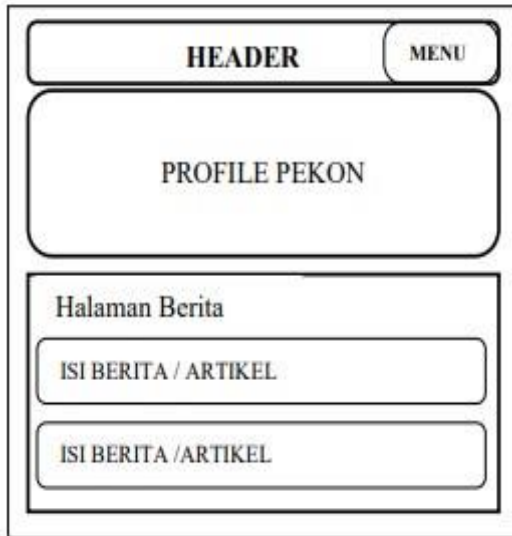 HEADER
MENU
PROFILE PEKON
Halaman Berita
ISI BERITA / ARTIKEL
ISI BERITA /ARTIKEL